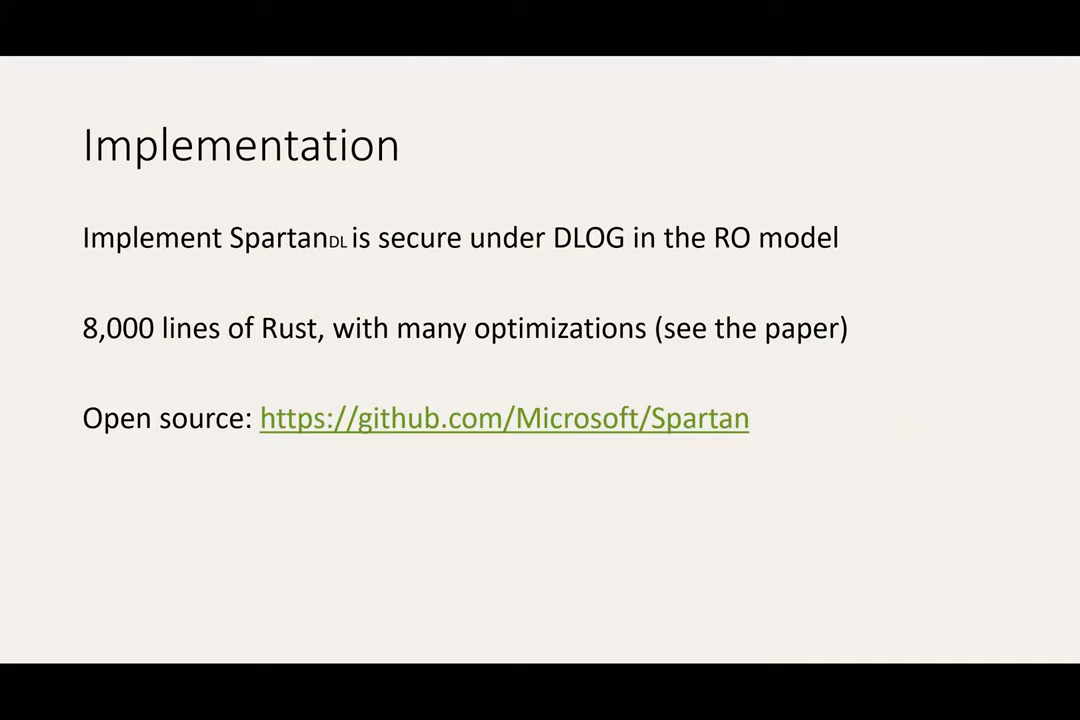 Implementation
Implement SpartanDL is secure under DLOG in the RO model
8,000 lines of Rust, with many optimizations (see the paper)
Open source: https://github.com/Microsoft/Spartan